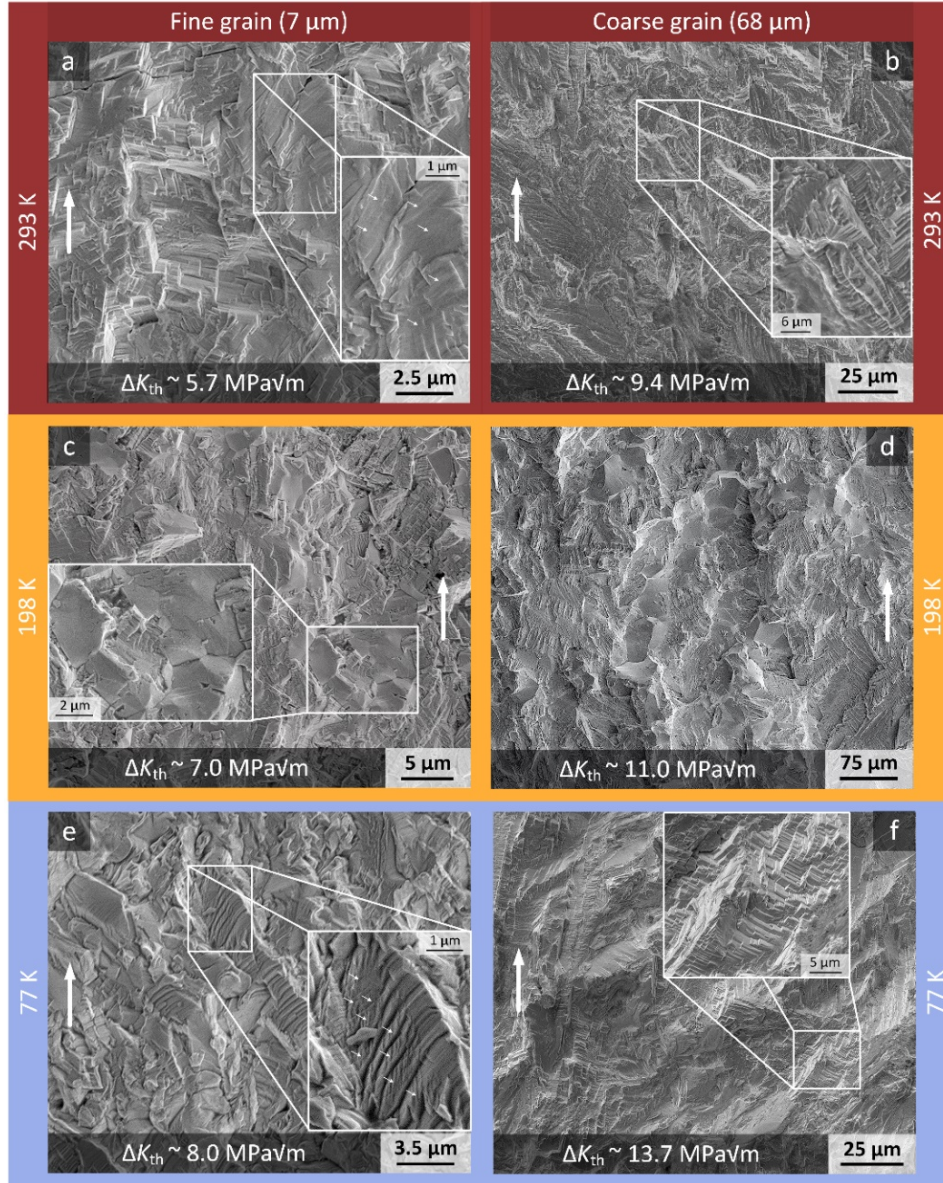 Fine grain (7 µm)
Coarse grain (68 µm)
293 K
a
1 µm
ΔKth ~ 5.7 MPa√m
2.5 µm
b
6 µm
ΔKth ~ 9.4 MPa√m
25 µm
293 K
198 K
c
2 µm
ΔKth ~ 7.0 MPa√m
5 µm
d
ΔKth ~ 11.0 MPa√m
75 µm
198 K
77 K
e
1 µm
ΔKth ~ 8.0 MPa√m
3.5 µm
f
5 µm
ΔKth ~ 13.7 MPa√m
25 µm
77 K